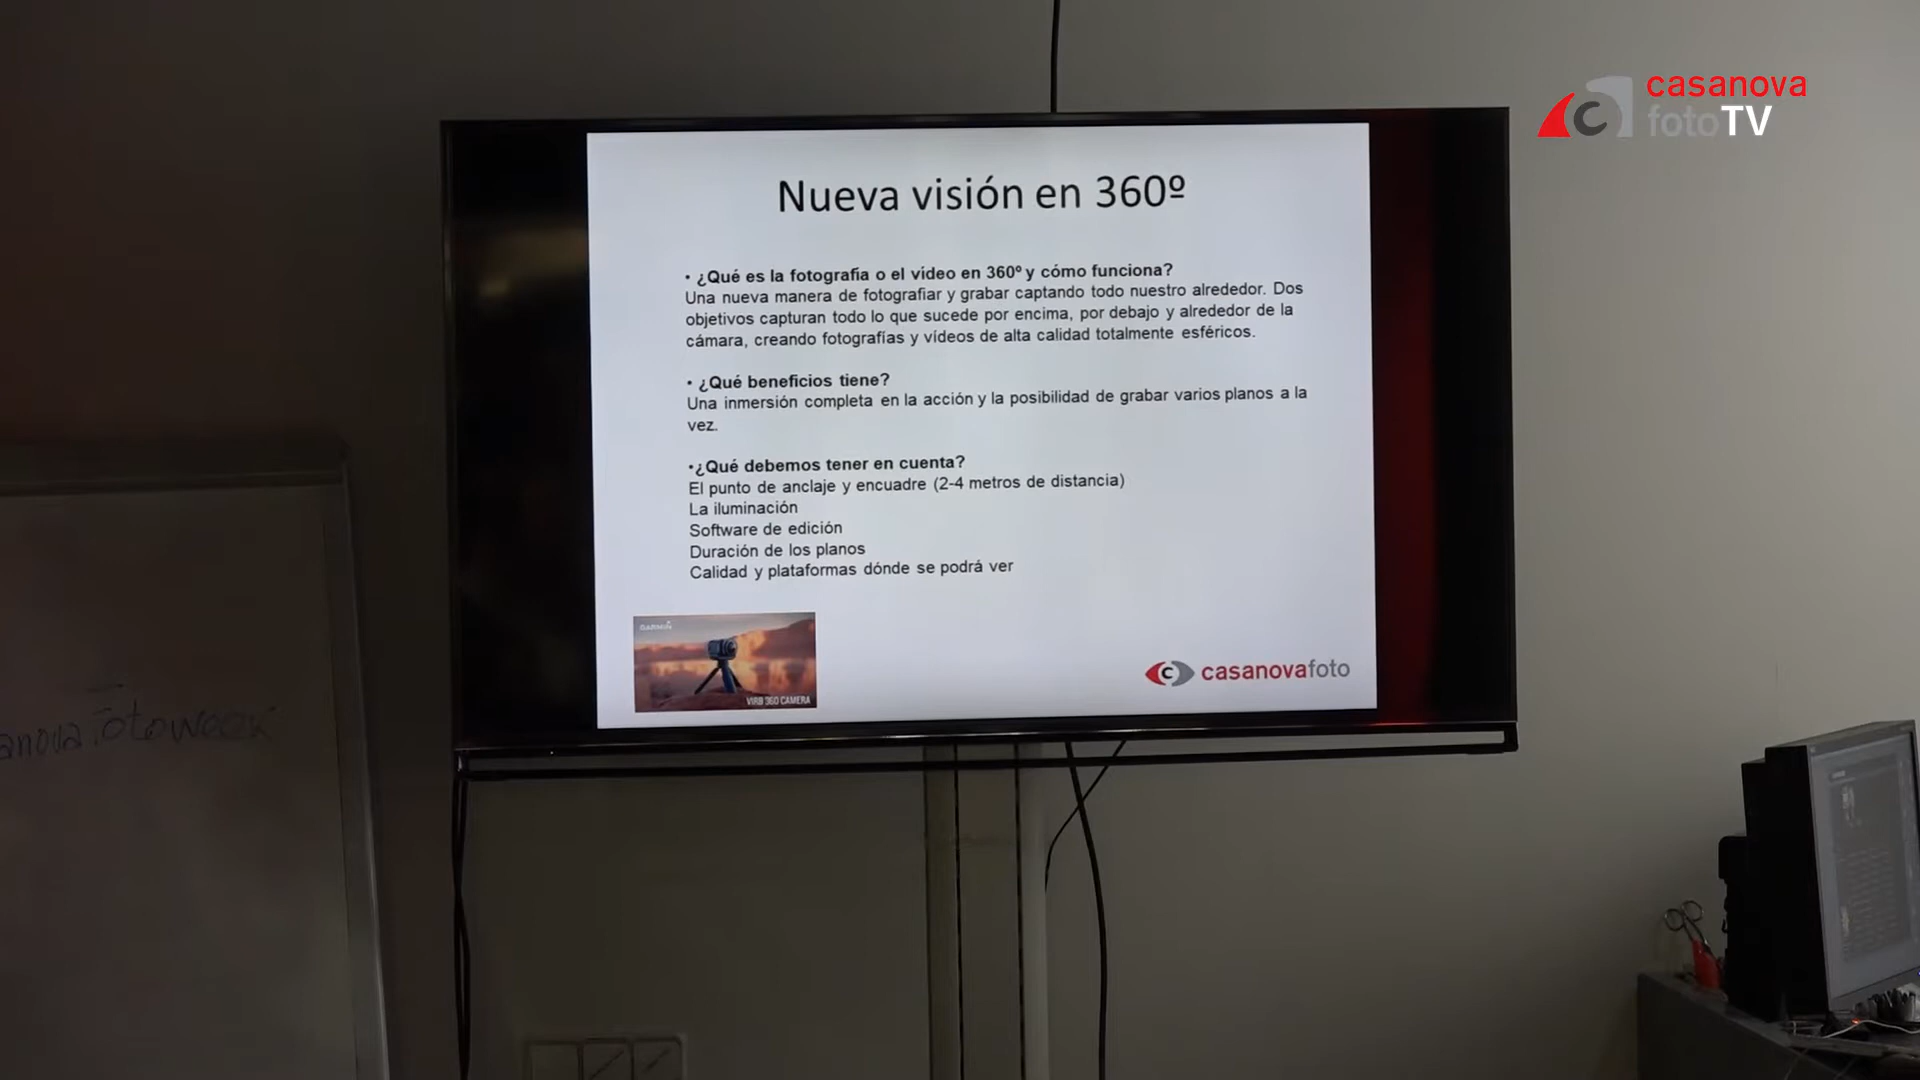 casanova
fotoTV
Nueva visión en 360º
• ¿Qué es la fotografía o el vídeo en 360º y cómo funciona?
Una nueva manera de fotografiar y grabar captando todo nuestro alrededor. Dos
objetivos capturan todo lo que sucede por encima, por debajo y alrededor de la
cámara, creando fotografías y vídeos de alta calidad totalmente esféricos.
• ¿Qué beneficios tiene?
Una inmersión completa en la acción y la posibilidad de grabar varios planos a la
vez.
•¿Qué debemos tener en cuenta?
El punto de anclaje y encuadre (2-4 metros de distancia)
La iluminación
Software de edición
Duración de los planos
Calidad y plataformas dónde se podrá ver
GARMIN
VIRB 360 CAMERA
casanovafoto
anovafotoweek